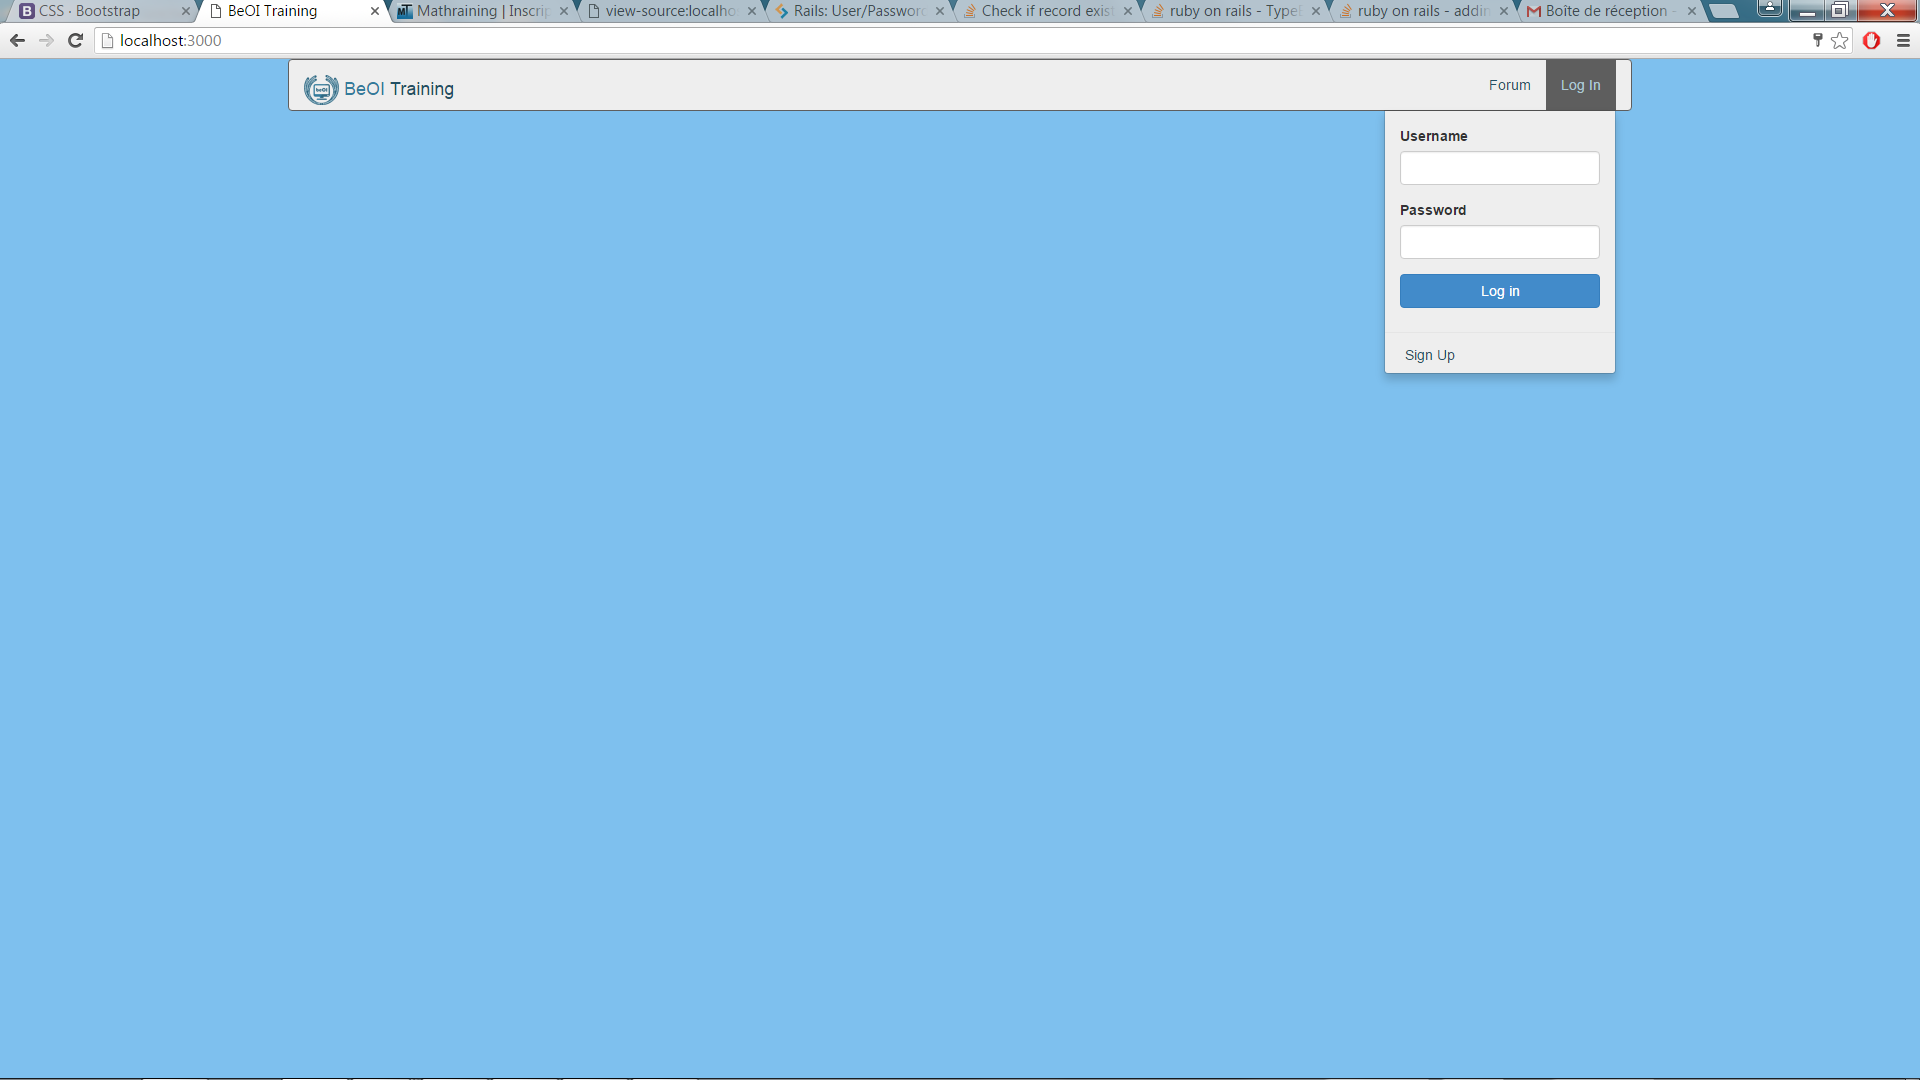 CSS · Bootstrap
BeOI Training
Mathraining | Inscrip
view-source:localho
Rails: User/Password
Check if record exist
ruby on rails - Type
ruby on rails - addin
Boîte de réception -
localhost:3000
BeOI Training
Forum
Log In
Username
Password
Log in
Sign Up